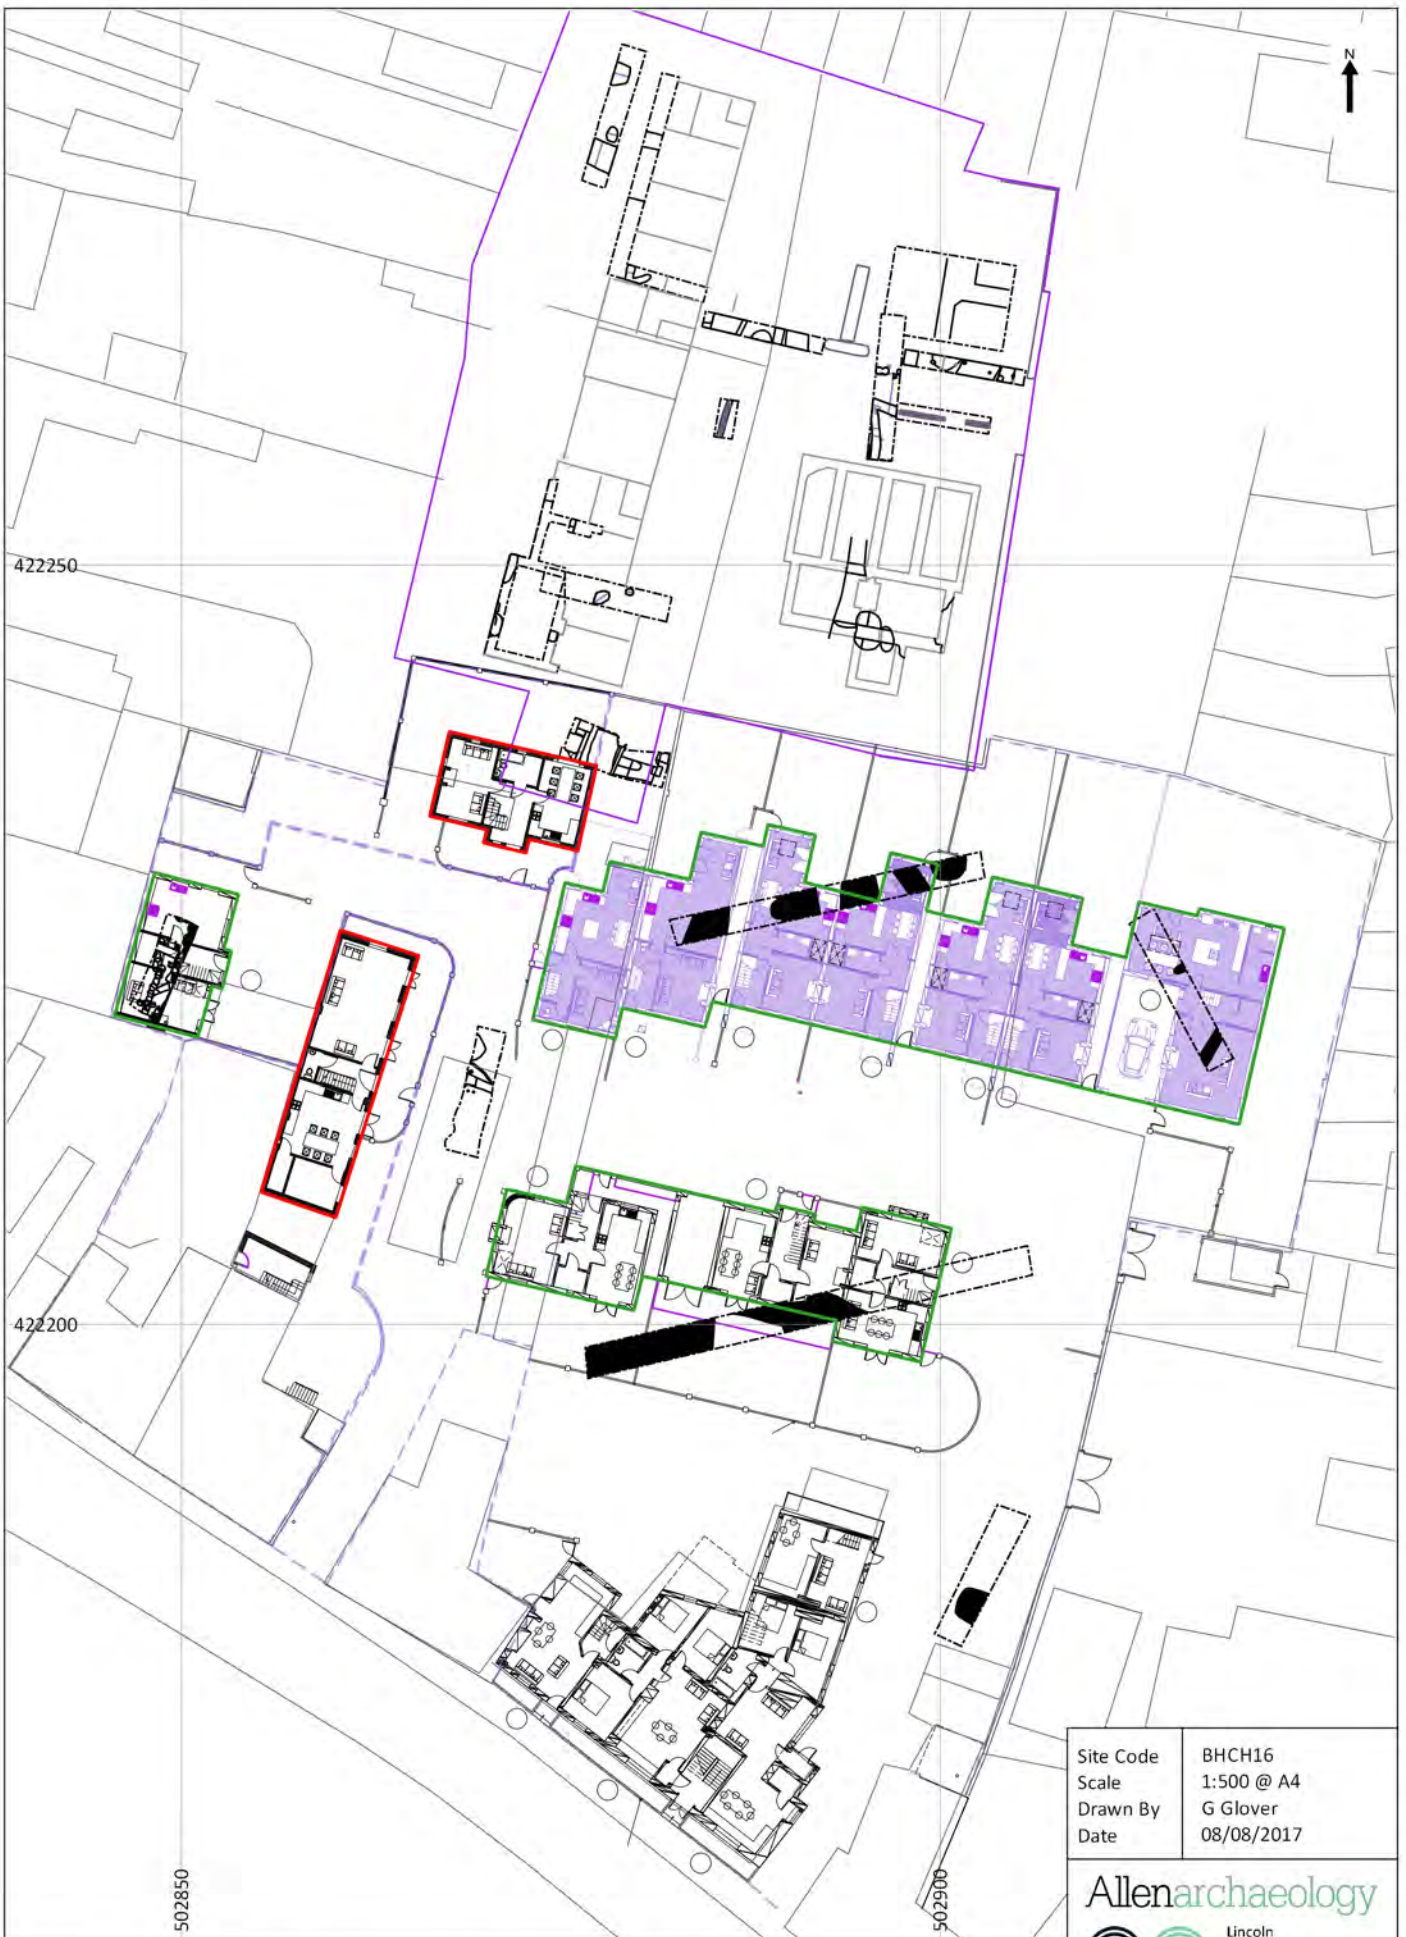 N
422250
422200
502850
502900
Site Code BHCH16
Scale 1:500 @ A4
Drawn By G Glover
Date 08/08/2017
Allenarchaeology
Lincoln